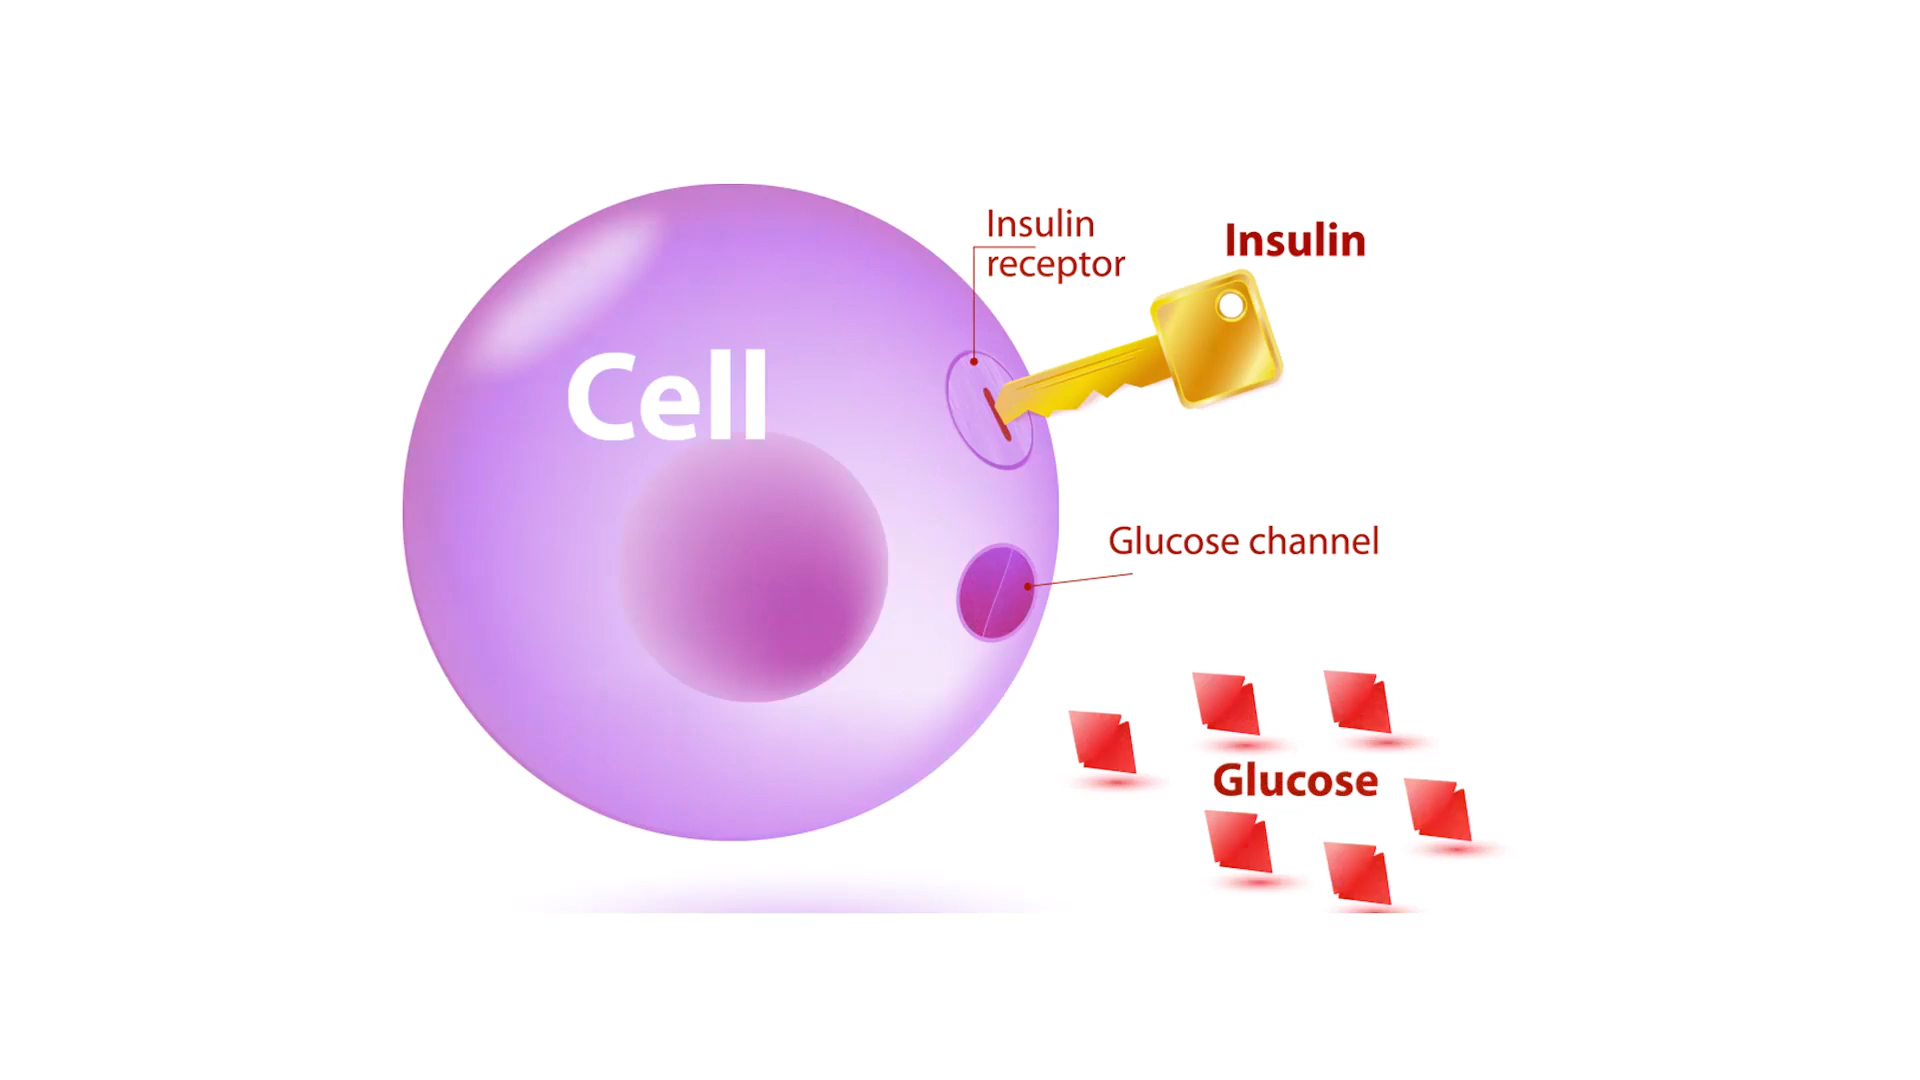 Insulin
receptor
Insulin
Cell
Glucose channel
Glucose